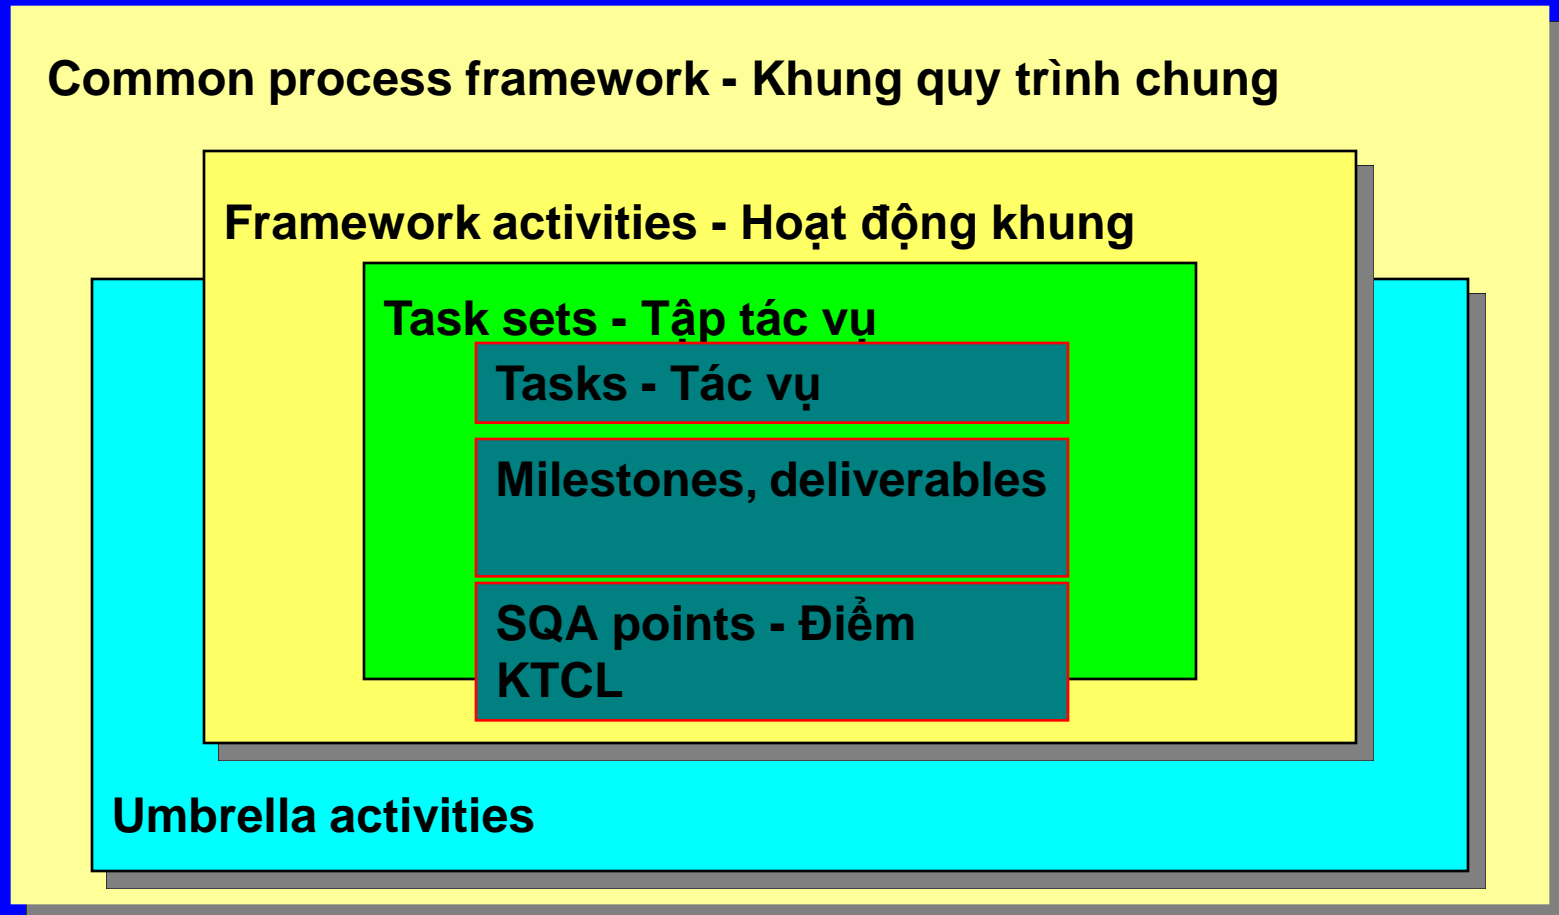 Common process framework - Khung quy trình chung
Framework activities - Hoạt động khung
Task sets - Tập tác vụ
Tasks - Tác vụ
Milestones, deliverables
SQA points - Điểm
KTCL
Umbrella activities